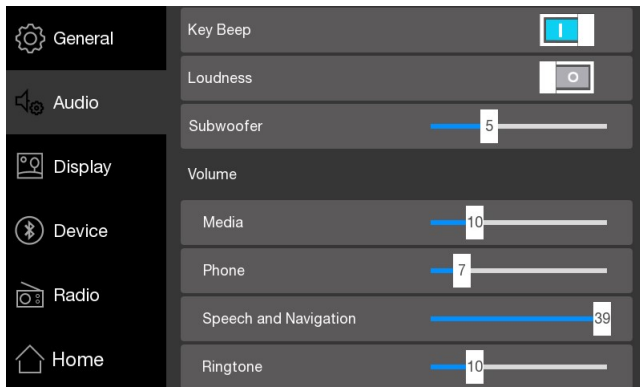 General
Audio
Display
Device
Radio
Home
Key Beep
Loudness
Subwoofer 5
Volume
Media 10
Phone 7
Speech and Navigation 39
Ringtone 10